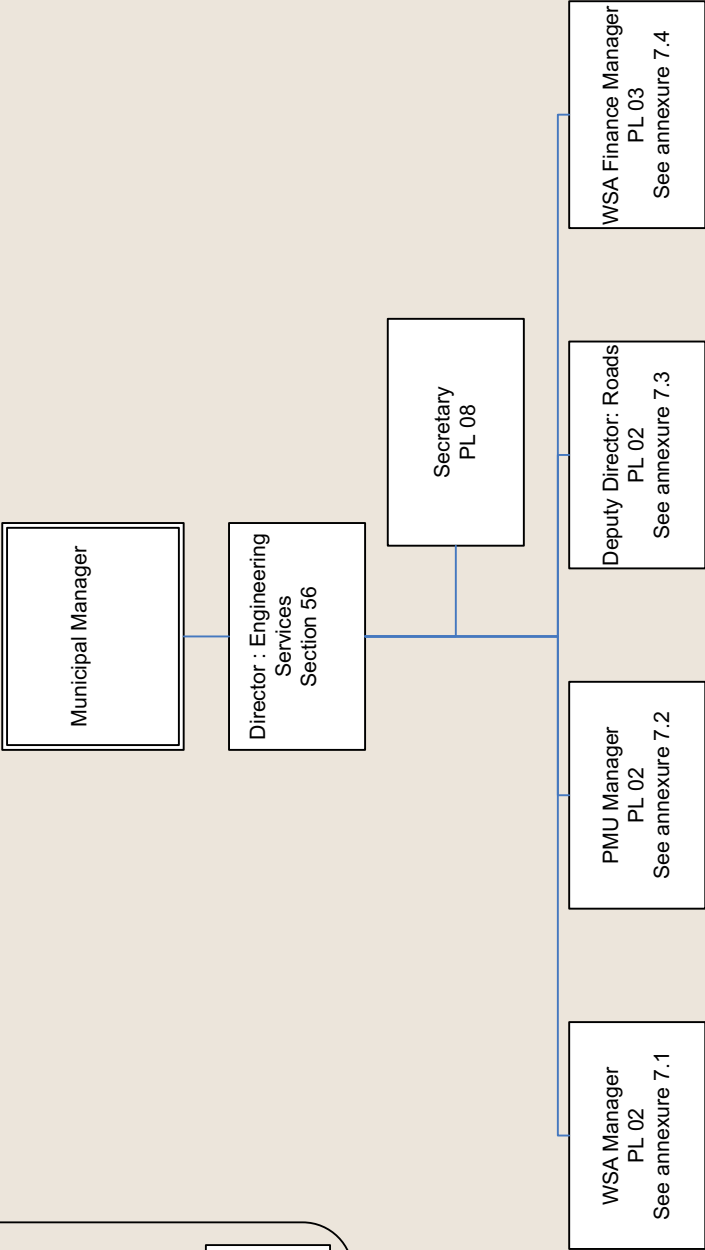 Municipal Manager
Director : Engineering
Services
Section 56
Secretary
PL 08
WSA Manager
PL 02
See annexure 7.1
PMU Manager
PL 02
See annexure 7.2
Deputy Director: Roads
PL 02
See annexure 7.3
WSA Finance Manager
PL 03
See annexure 7.4